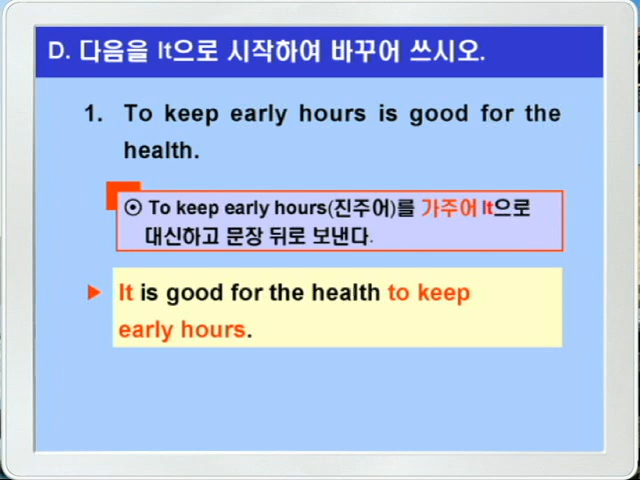 D. 다음을 It으로 시작하여 바꾸어 쓰시오.
1. To keep early hours is good for the
health.
⊙ To keep early hours(진주어)를 가주어 It으로
대신하고 문장 뒤로 보낸다.
▶ It is good for the health to keep
early hours.